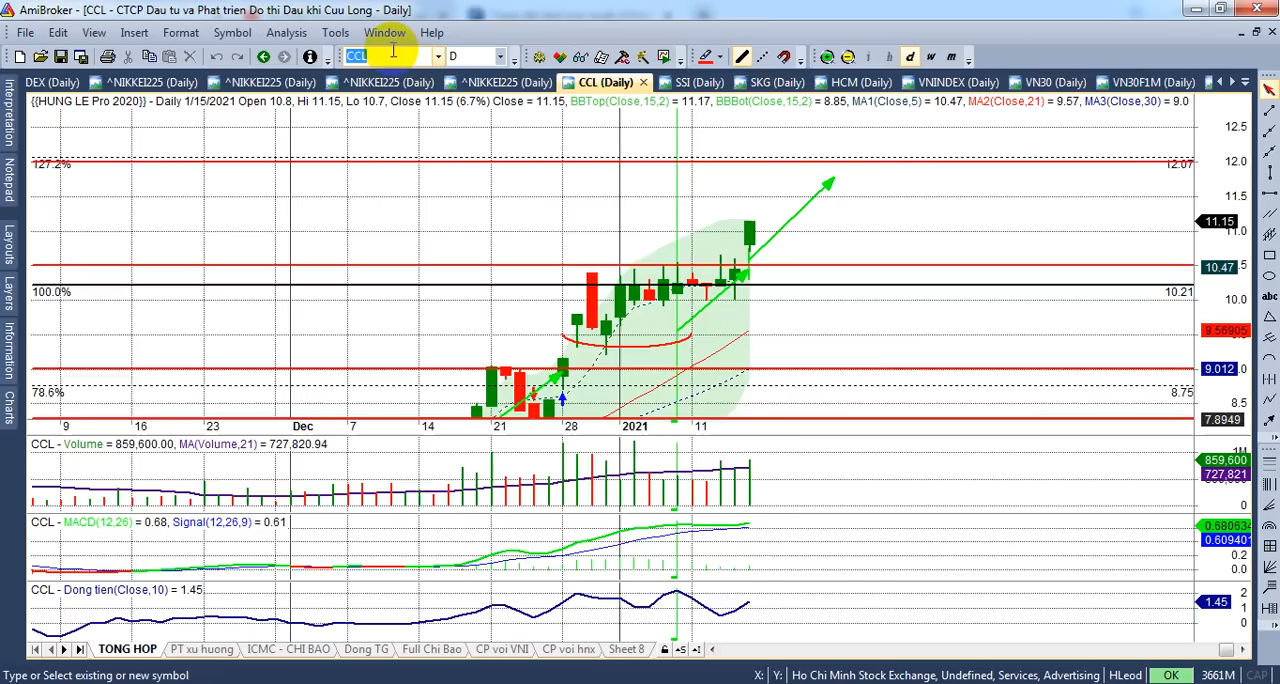 AmiBroker - [CCL - CTCP Dau tu va Phat trien Do thi Dau khi Cuu Long - Daily]
File Edit View Insert Format Symbol Analysis Tools Window Help
CCL D i h d w m
DEX (Daily) ^NIKKEI225 (Daily) ^NIKKEI225 (Daily) ^NIKKEI225 (Daily) ^NIKKEI225 (Daily) CCL (Daily) SSI (Daily) SKG (Daily) HCM (Daily) VNINDEX (Daily) VN30 (Daily) VN30F1M (Daily)
{{HUNG LE Pro 2020}} - Daily 1/15/2021 Open 10.8, Hi 11.15, Lo 10.7, Close 11.15 (6.7%) Close = 11.15, BBTop(Close,15,2) = 11.17, BBBot(Close,15,2) = 8.85, MA1(Close,5) = 10.47, MA2(Close,21) = 9.57, MA3(Close,30) = 9.0
Interpretation
Notepad
Layouts
Layers
Information
Charts
abc
12.5
127.2% 12.07 12.0
11.5
11.15
11.0
10.47
100.0% 10.21
10.0
9.56905
9.012
78.6% 8.75
8.5
7.8949
9 16 23 Dec 7 14 21 28 2021 11
CCL - Volume = 859,600.00, MA(Volume,21) = 727,820.94
1M
859,600
727,821
0
CCL - MACD(12,26) = 0.68, Signal(12,26,9) = 0.61
0.680634
0.609401
0.2
0.0
CCL - Dong tien(Close,10) = 1.45
2
1.45
1
0
TONG HOP PT xu huong ICMC - CHI BAO Dong TG Full Chi Bao CP voi VNI CP voi hnx Sheet 8
Type or Select existing or new symbol X: Y: Ho Chi Minh Stock Exchange, Undefined, Services, Advertising HLeod OK 3661M CAP